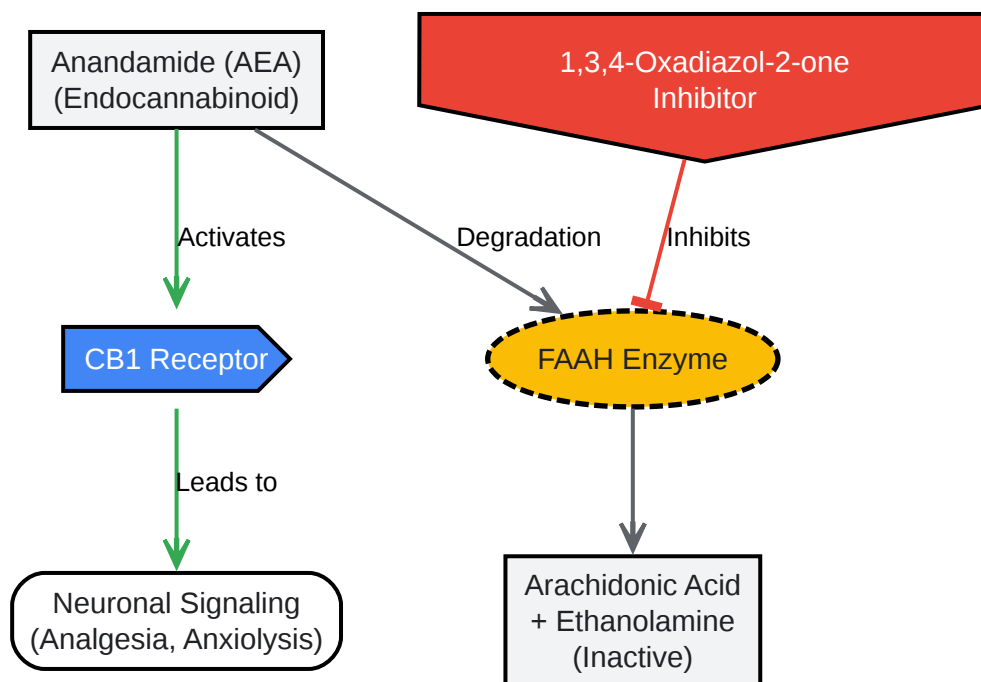 Anandamide (AEA)
(Endocannabinoid)
1,3,4-Oxadiazol-2-one
Inhibitor
Activates
Degradation
Inhibits
CB1 Receptor
FAAH Enzyme
Leads to
Neuronal Signaling
(Analgesia, Anxiolysis)
Arachidonic Acid
+ Ethanolamine
(Inactive)